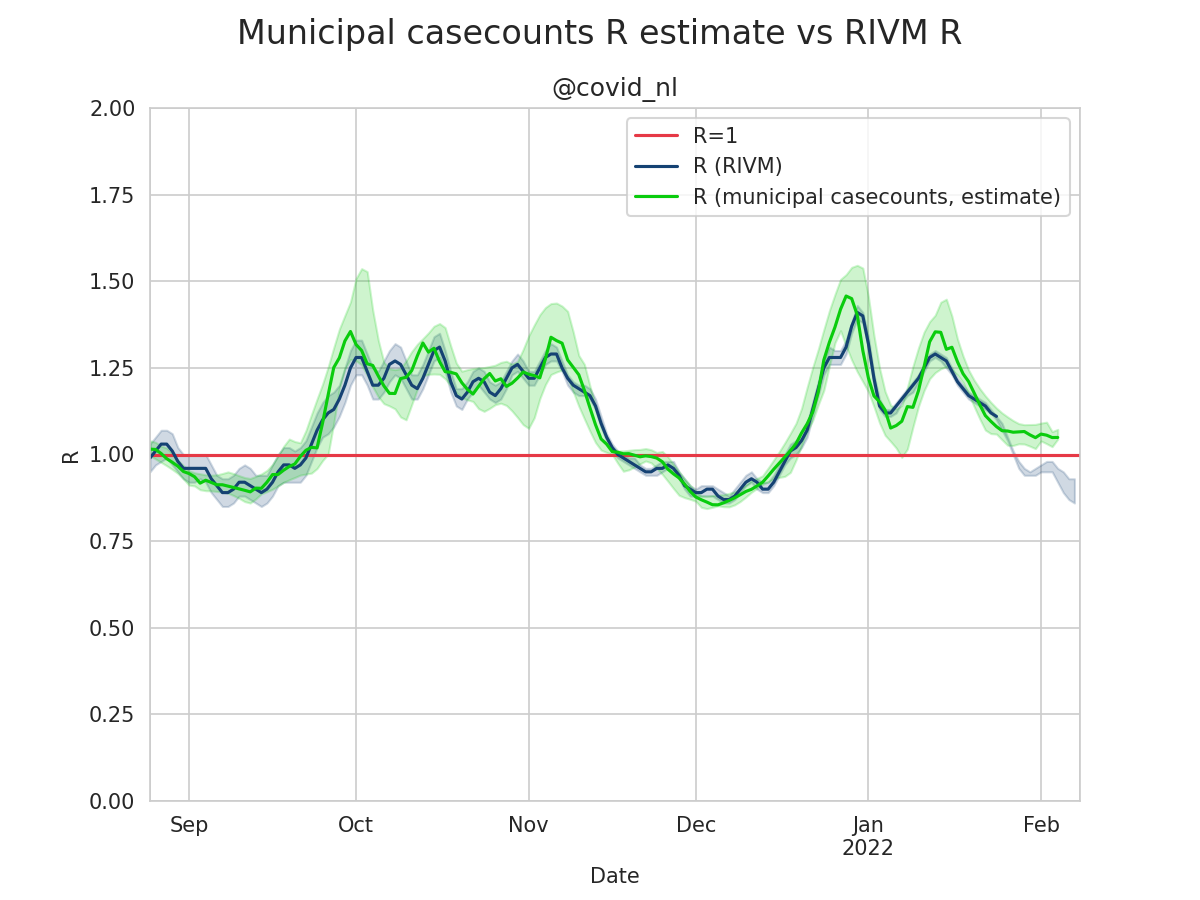 Municipal casecounts R estimate vs RIVM R
@covid_nl
R=1
R (RIVM)
R (municipal casecounts, estimate)
2.00
1.75
1.50
1.25
1.00
0.75
0.50
0.25
0.00
R
Sep Oct Nov Dec Jan Feb
2022
Date